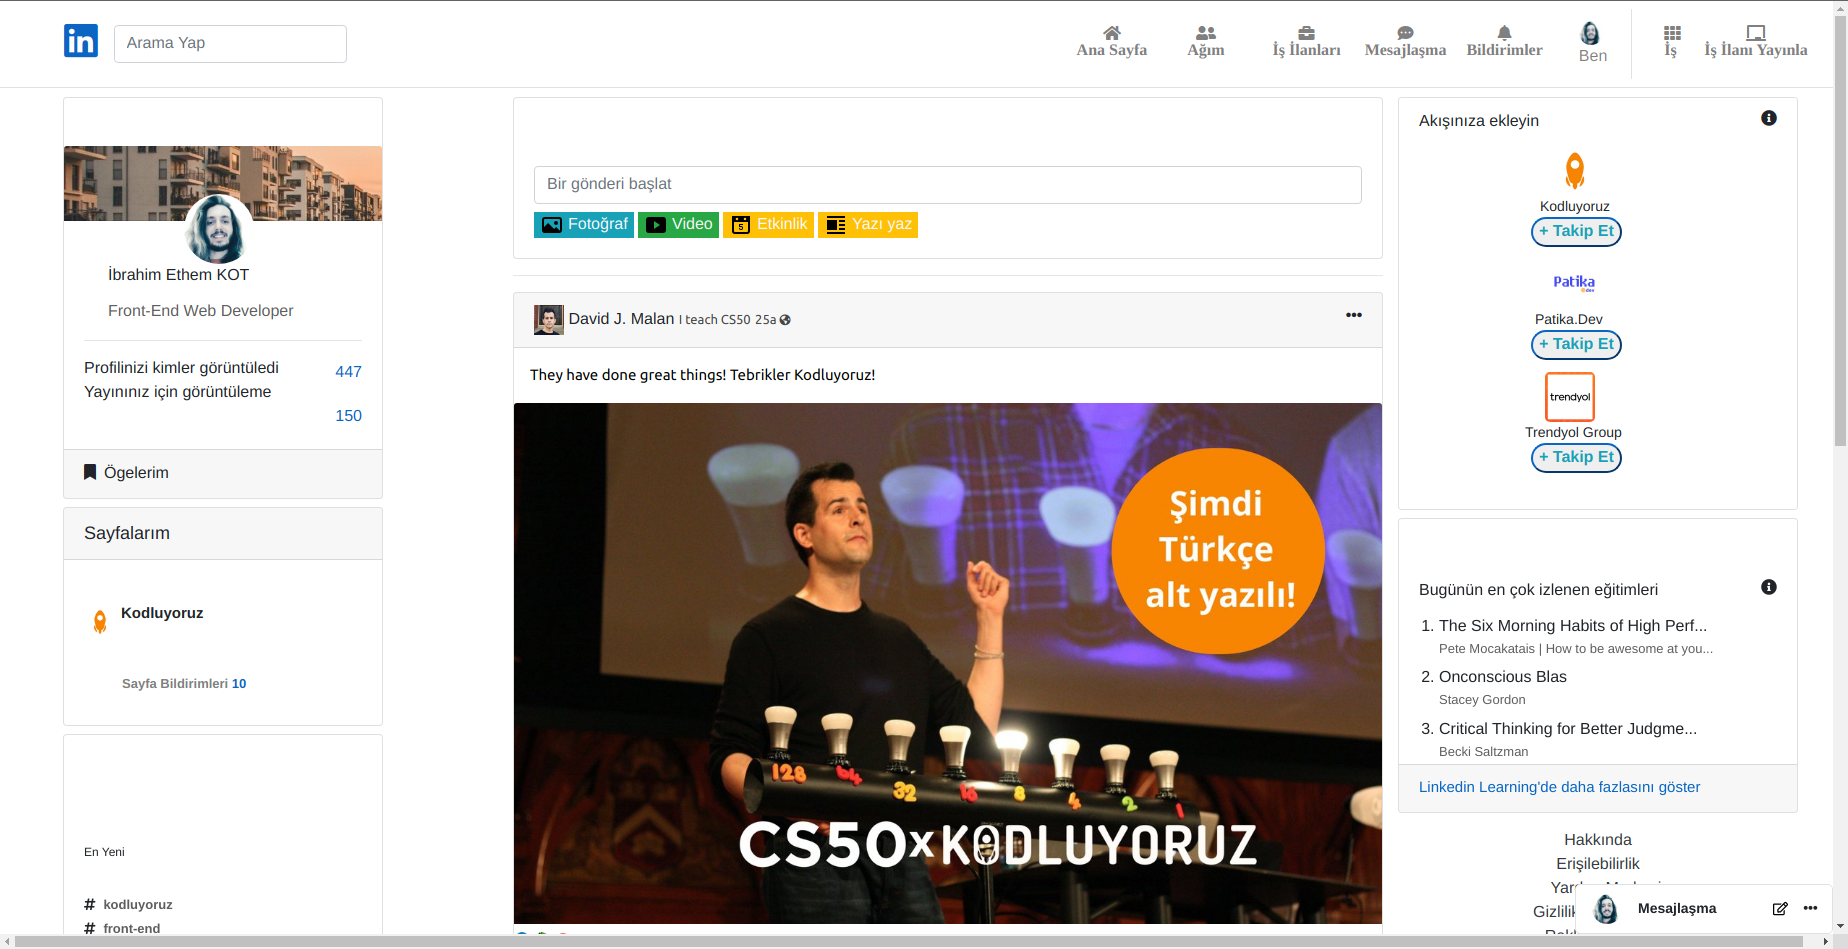 in
Arama Yap
Ana Sayfa
Ağım
İş İlanları
Mesajlaşma
Bildirimler
Ben
İş
İş İlanı Yayınla
İbrahim Ethem KOT
Front-End Web Developer
Profilinizi kimler görüntüledi 447
Yayınınız için görüntüleme
150
Ögelerim
Sayfalarım
Kodluyoruz
Sayfa Bildirimleri 10
En Yeni
# kodluyoruz
# front-end
Bir gönderi başlat
Fotoğraf
Video
5 Etkinlik
Yazı yaz
David J. Malan I teach CS50 25a
They have done great things! Tebrikler Kodluyoruz!
Şimdi
Türkçe
alt yazılı!
128 64 32 16 8 4 2 1
CS50xKODLUYORUZ
Akışınıza ekleyin
Kodluyoruz
+ Takip Et
Patika
dev
Patika.Dev
+ Takip Et
trendyol
Trendyol Group
+ Takip Et
Bugünün en çok izlenen eğitimleri
1. The Six Morning Habits of High Perf...
Pete Mocakatais | How to be awesome at you...
2. Onconscious Blas
Stacey Gordon
3. Critical Thinking for Better Judgme...
Becki Saltzman
Linkedin Learning'de daha fazlasını göster
Hakkında
Erişilebilirlik
Mesajlaşma